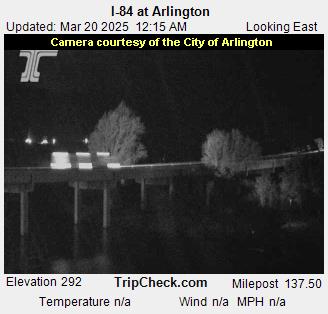 I-84 at Arlington
Updated: Mar 20 2025 12:15 AM Looking East
Camera courtesy of the City of Arlington
Elevation 292 TripCheck.com Milepost 137.50
Temperature n/a Wind n/a MPH n/a